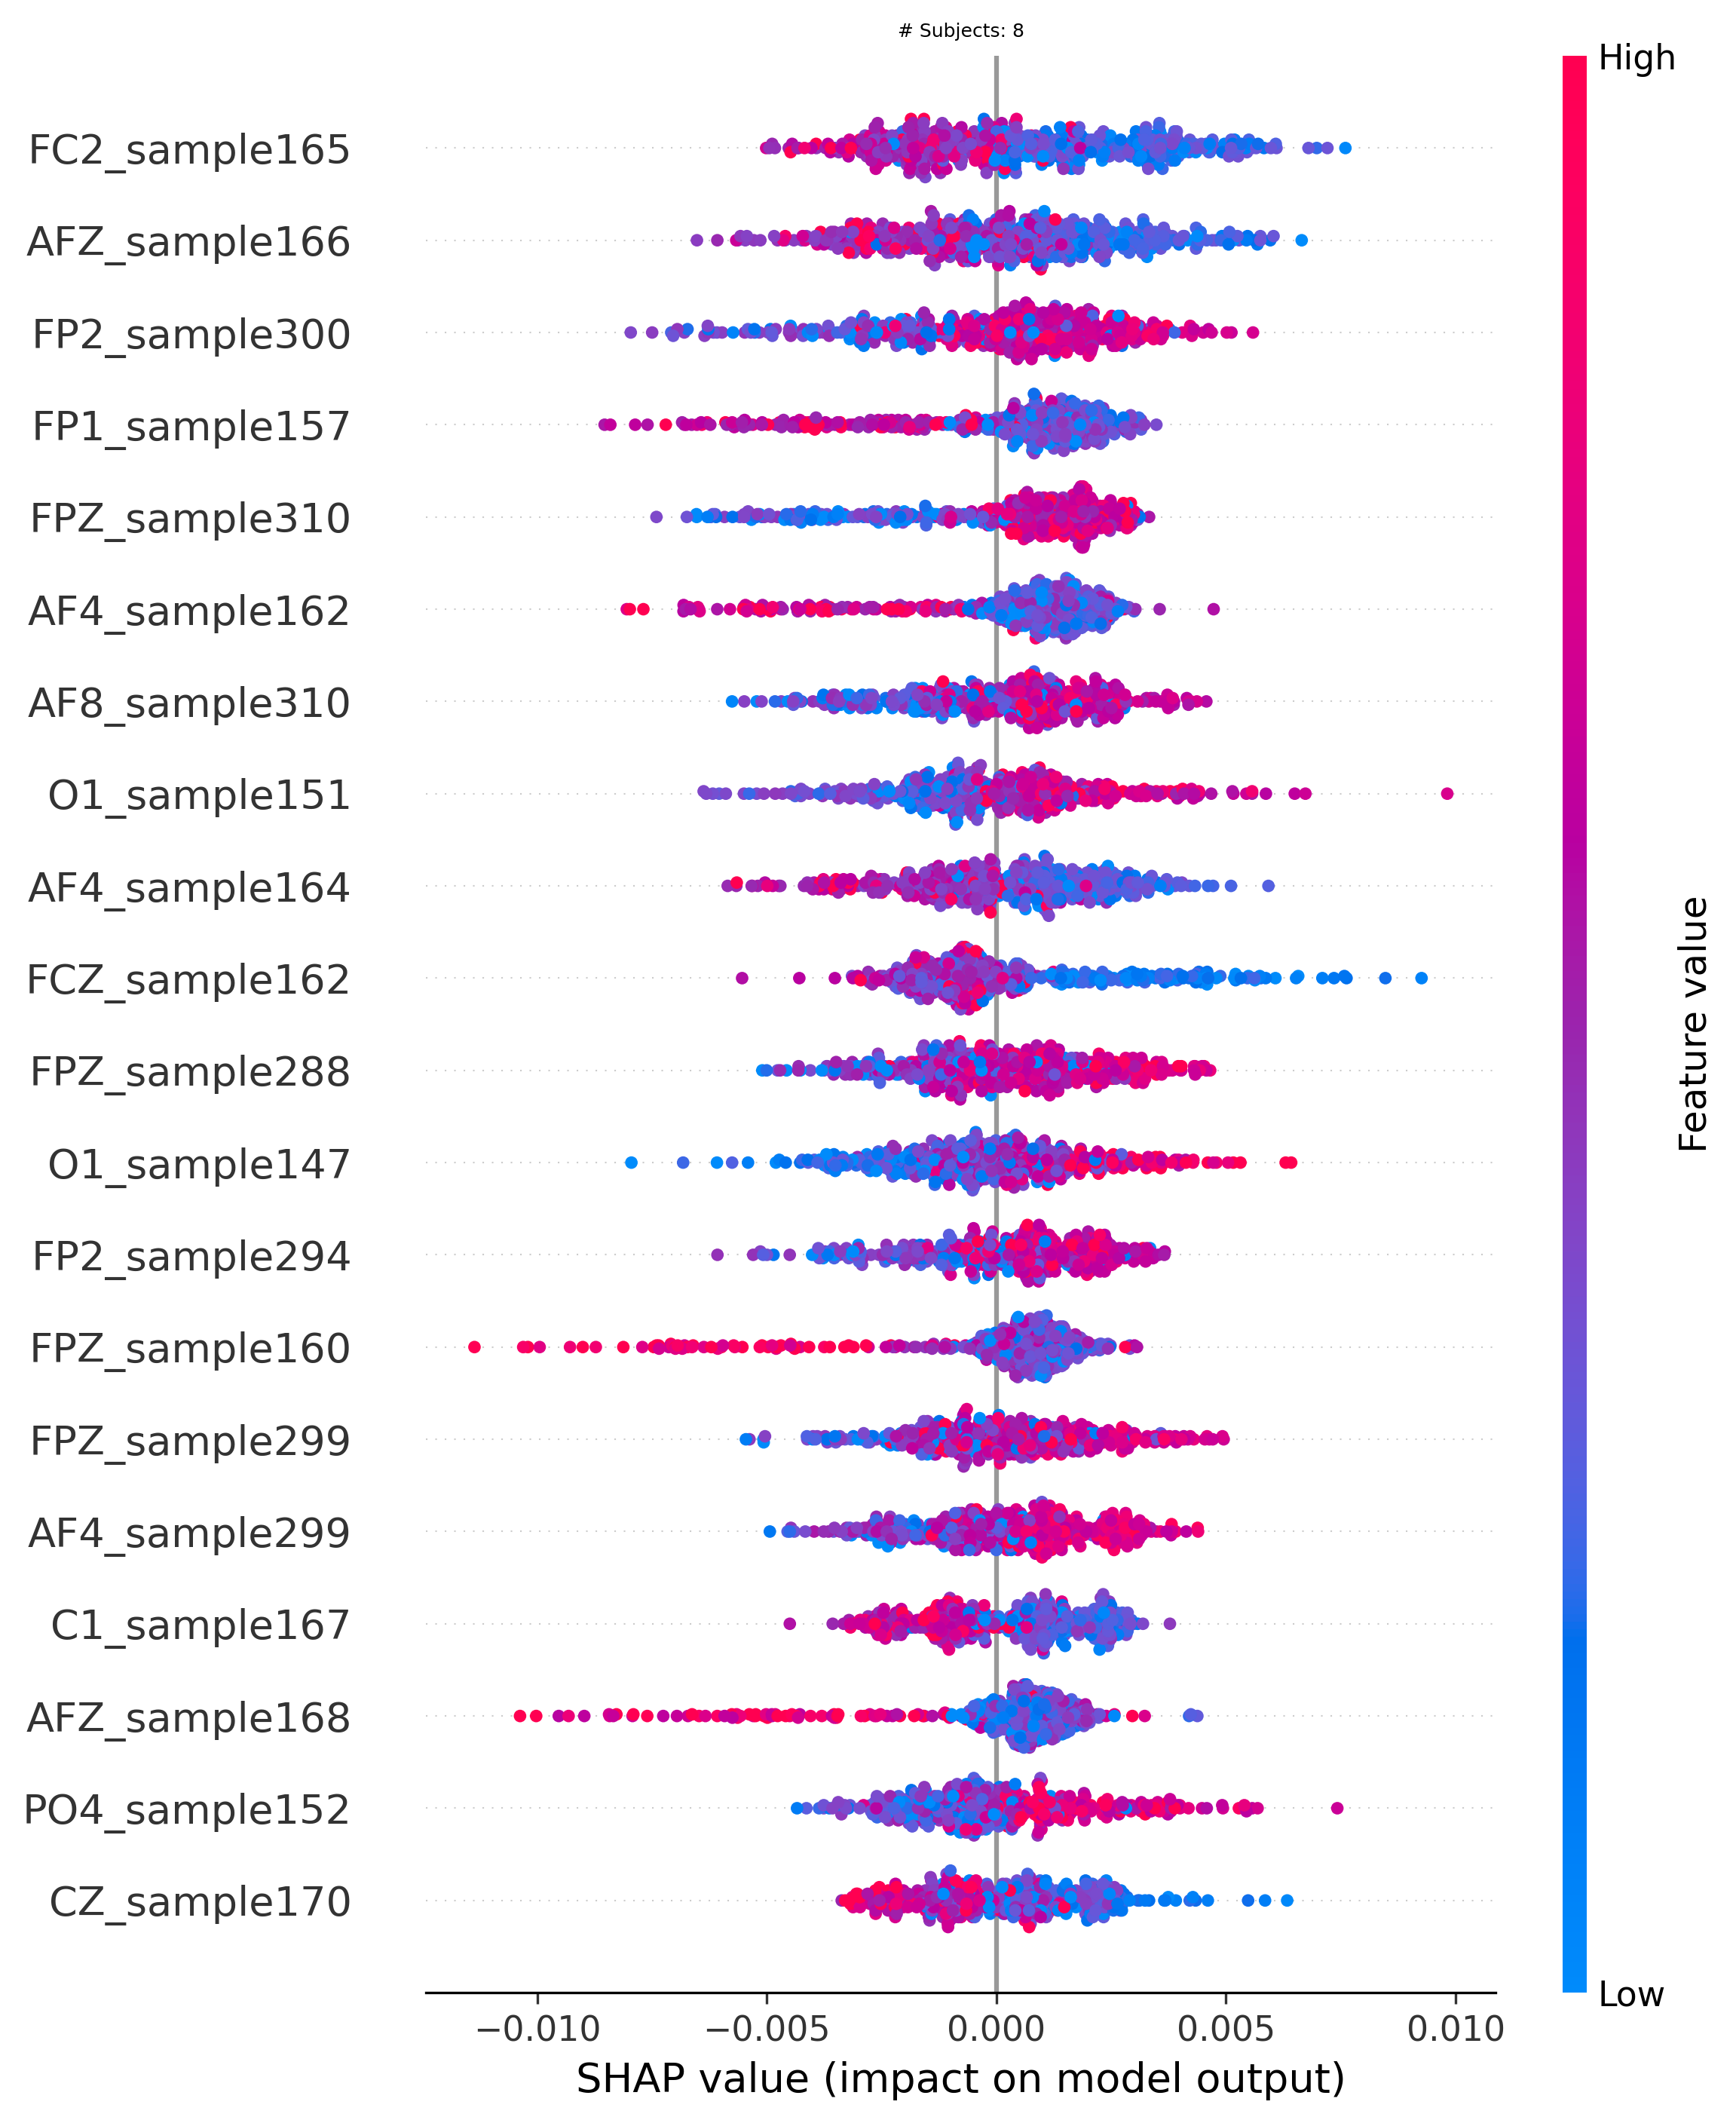 # Subjects: 8
High
FC2_sample165
AFZ_sample166
FP2_sample300
FP1_sample157
FPZ_sample310
AF4_sample162
AF8_sample310
O1_sample151
AF4_sample164
FCZ_sample162
FPZ_sample288
O1_sample147
FP2_sample294
FPZ_sample160
FPZ_sample299
AF4_sample299
C1_sample167
AFZ_sample168
PO4_sample152
CZ_sample170
Feature value
Low
−0.010 −0.005 0.000 0.005 0.010
SHAP value (impact on model output)